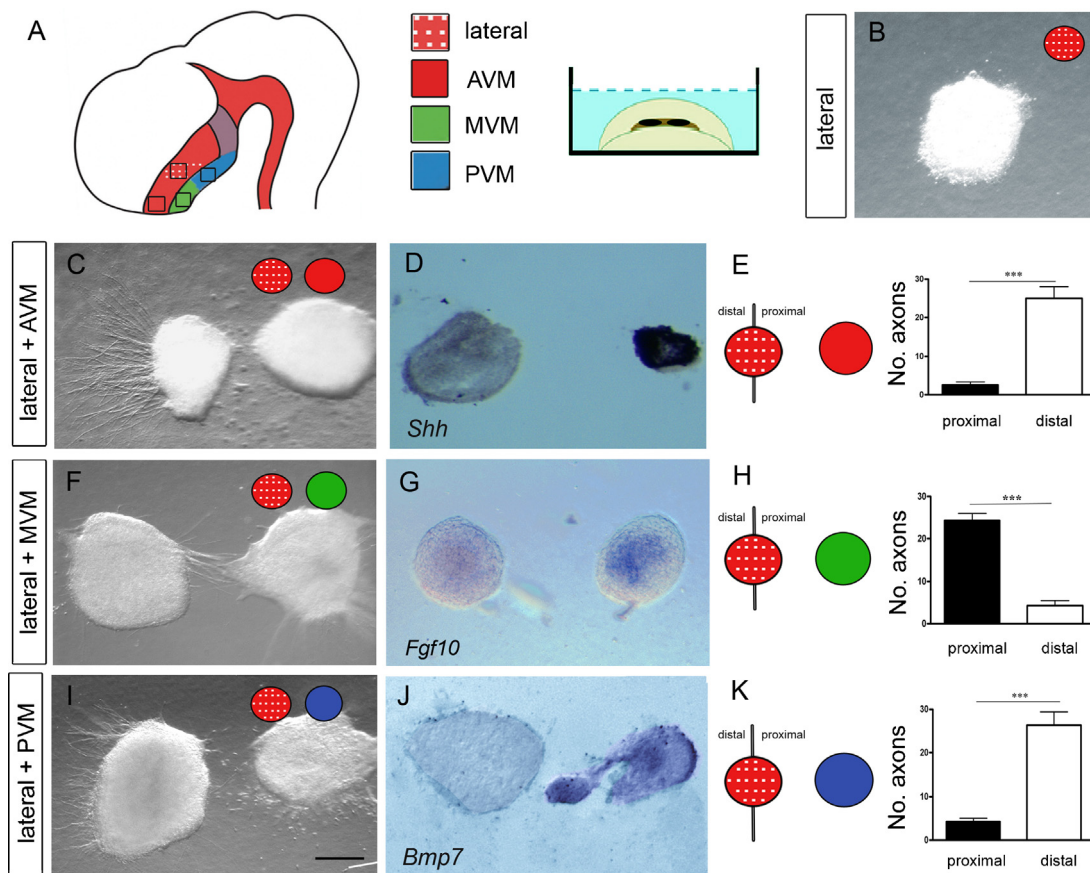 A
lateral
AVM
MVM
PVM
B
lateral
lateral + AVM
C
D
Shh
E
distal
proximal
No. axons
30
20
10
0
***
proximal
distal
lateral + MVM
F
G
Fgf10
H
distal
proximal
No. axons
30
20
10
0
***
proximal
distal
lateral + PVM
I
J
Bmp7
K
distal
proximal
No. axons
30
20
10
0
***
proximal
distal